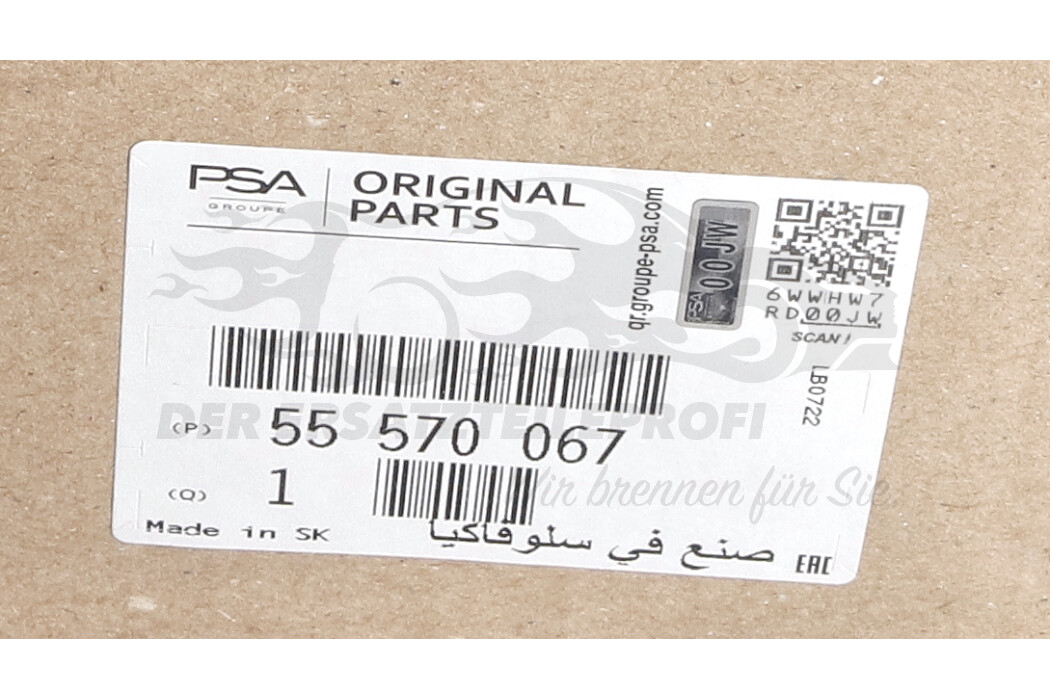 PSA
GROUPE
ORIGINAL
PARTS
qr.groupe-psa.com
PSA
00JW
6WWHW7
RD00JW
SCAN!
LB0722
(P) 55 570 067
DER ERSATZTEILEPROFI
Wir brennen für Sie
(Q) 1
Made in SK
صنع في سلوفاكيا
EAC